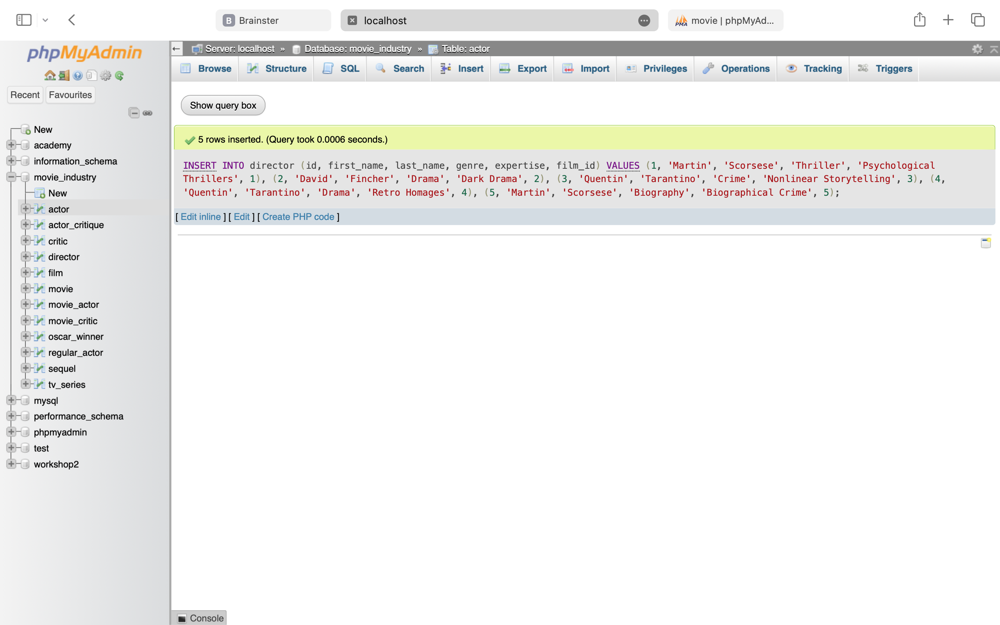 B Brainster
localhost
PMA movie | phpMyAd...
phpMyAdmin
Server: localhost » Database: movie_industry » Table: actor
Browse Structure SQL Search Insert Export Import Privileges Operations Tracking Triggers
Recent Favourites
New
academy
information_schema
movie_industry
New
actor
actor_critique
critic
director
film
movie
movie_actor
movie_critic
oscar_winner
regular_actor
sequel
tv_series
mysql
performance_schema
phpmyadmin
test
workshop2
Show query box
5 rows inserted. (Query took 0.0006 seconds.)
INSERT INTO director (id, first_name, last_name, genre, expertise, film_id) VALUES (1, 'Martin', 'Scorsese', 'Thriller', 'Psychological
Thrillers', 1), (2, 'David', 'Fincher', 'Drama', 'Dark Drama', 2), (3, 'Quentin', 'Tarantino', 'Crime', 'Nonlinear Storytelling', 3), (4,
'Quentin', 'Tarantino', 'Drama', 'Retro Homages', 4), (5, 'Martin', 'Scorsese', 'Biography', 'Biographical Crime', 5);
[ Edit inline ] [ Edit ] [ Create PHP code ]
Console